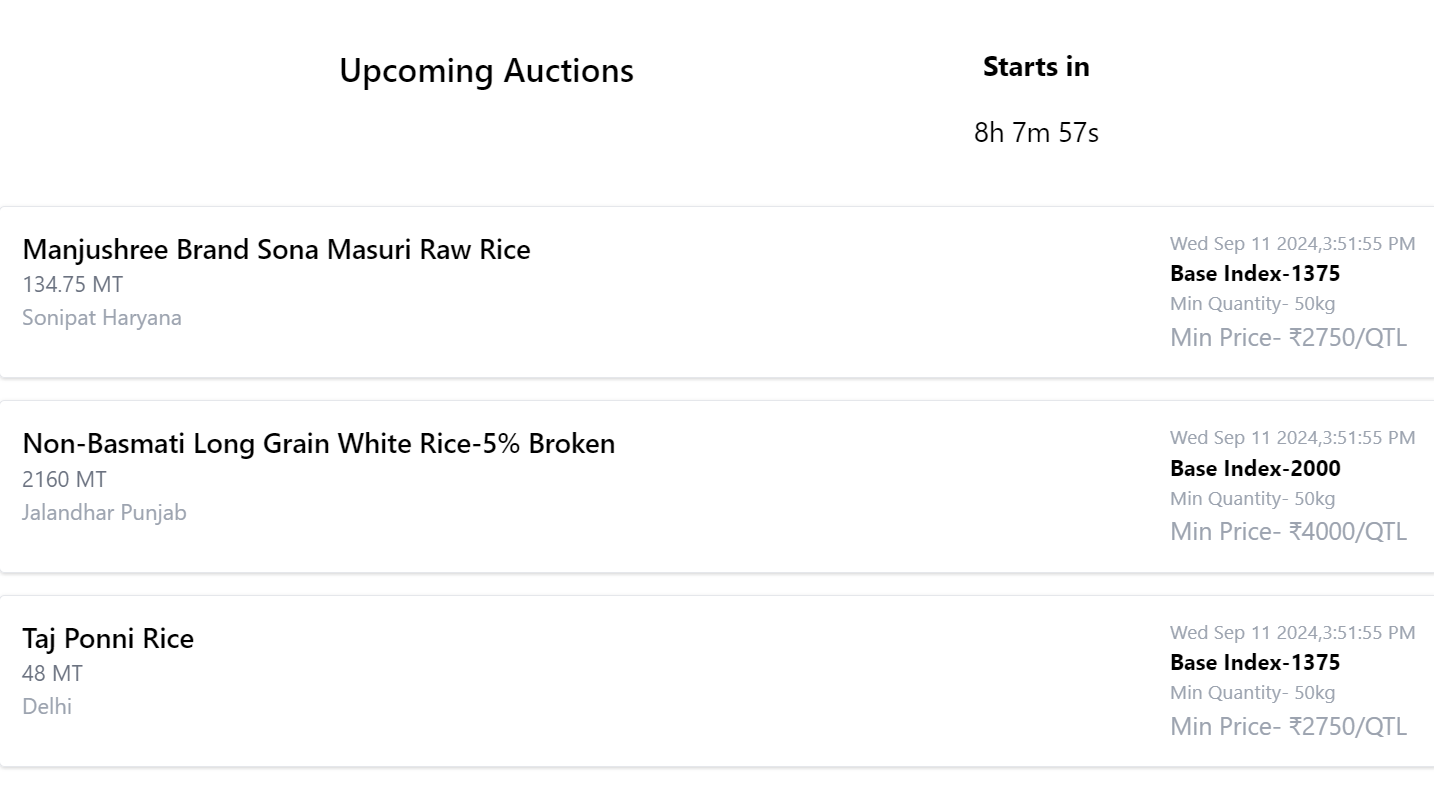 Upcoming Auctions
Starts in
8h 7m 57s
Manjushree Brand Sona Masuri Raw Rice
134.75 MT
Sonipat Haryana
Wed Sep 11 2024,3:51:55 PM
Base Index-1375
Min Quantity- 50kg
Min Price- ₹2750/QTL
Non-Basmati Long Grain White Rice-5% Broken
2160 MT
Jalandhar Punjab
Wed Sep 11 2024,3:51:55 PM
Base Index-2000
Min Quantity- 50kg
Min Price- ₹4000/QTL
Taj Ponni Rice
48 MT
Delhi
Wed Sep 11 2024,3:51:55 PM
Base Index-1375
Min Quantity- 50kg
Min Price- ₹2750/QTL